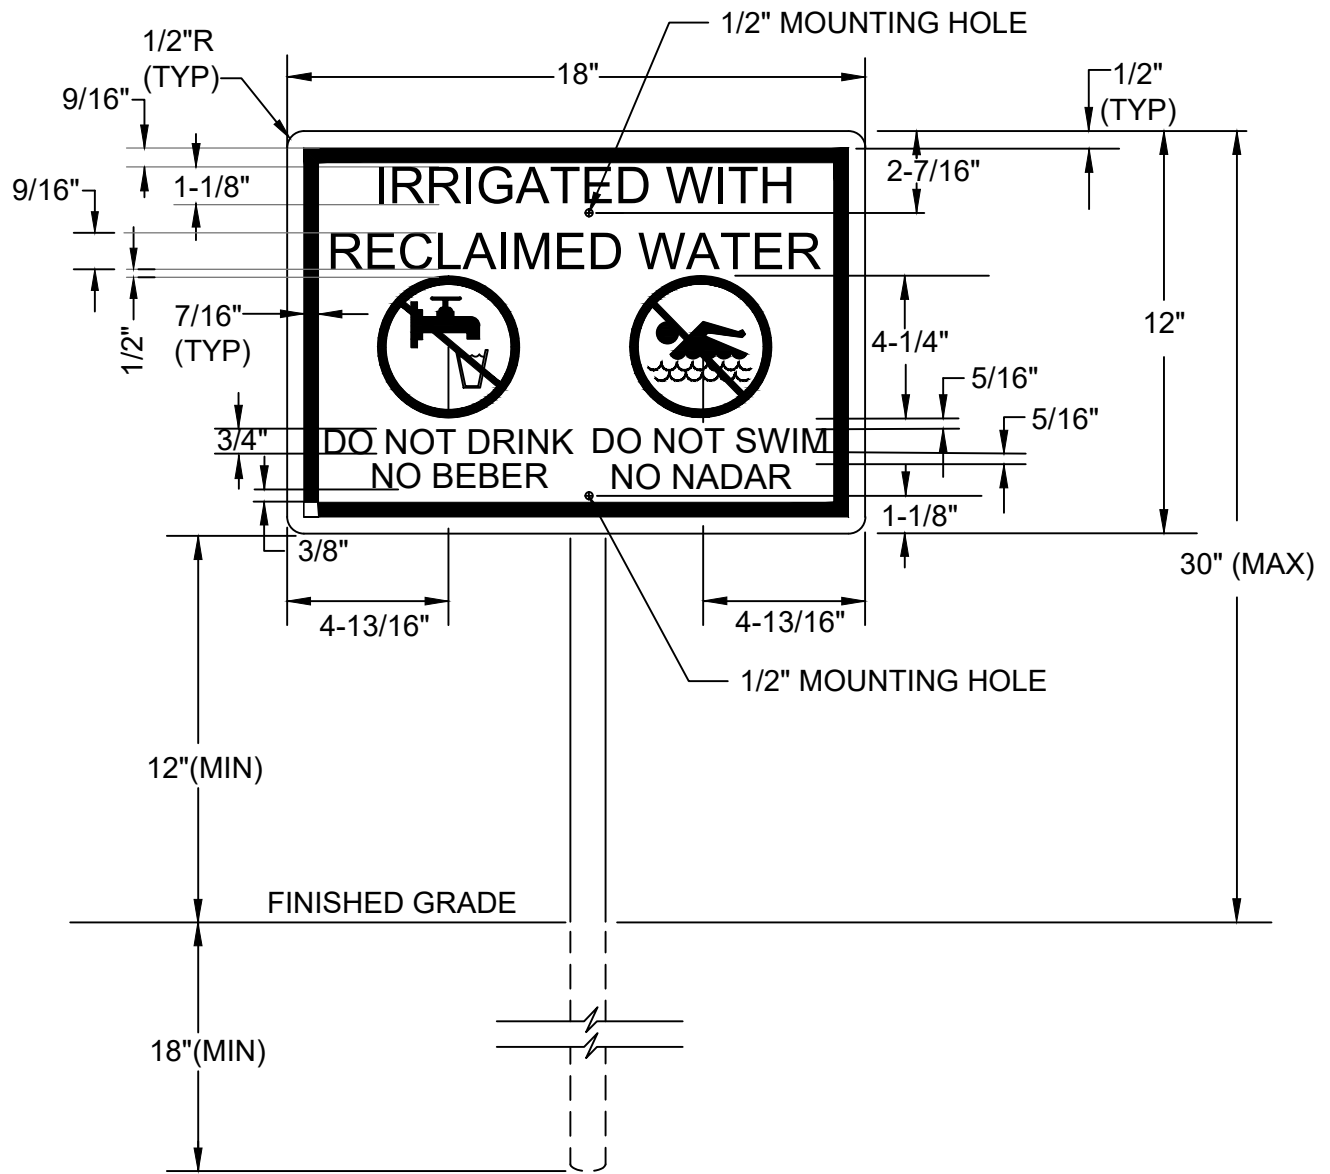 1/2" MOUNTING HOLE
1/2"R
(TYP)
18"
1/2"
(TYP)
9/16"
2-7/16"
1-1/8"
9/16"
IRRIGATED WITH
RECLAIMED WATER
7/16"
(TYP)
1/2"
12"
4-1/4"
5/16"
5/16"
3/4"
DO NOT DRINK
NO BEBER
DO NOT SWIM
NO NADAR
1-1/8"
3/8"
30" (MAX)
4-13/16"
4-13/16"
1/2" MOUNTING HOLE
12"(MIN)
FINISHED GRADE
18"(MIN)